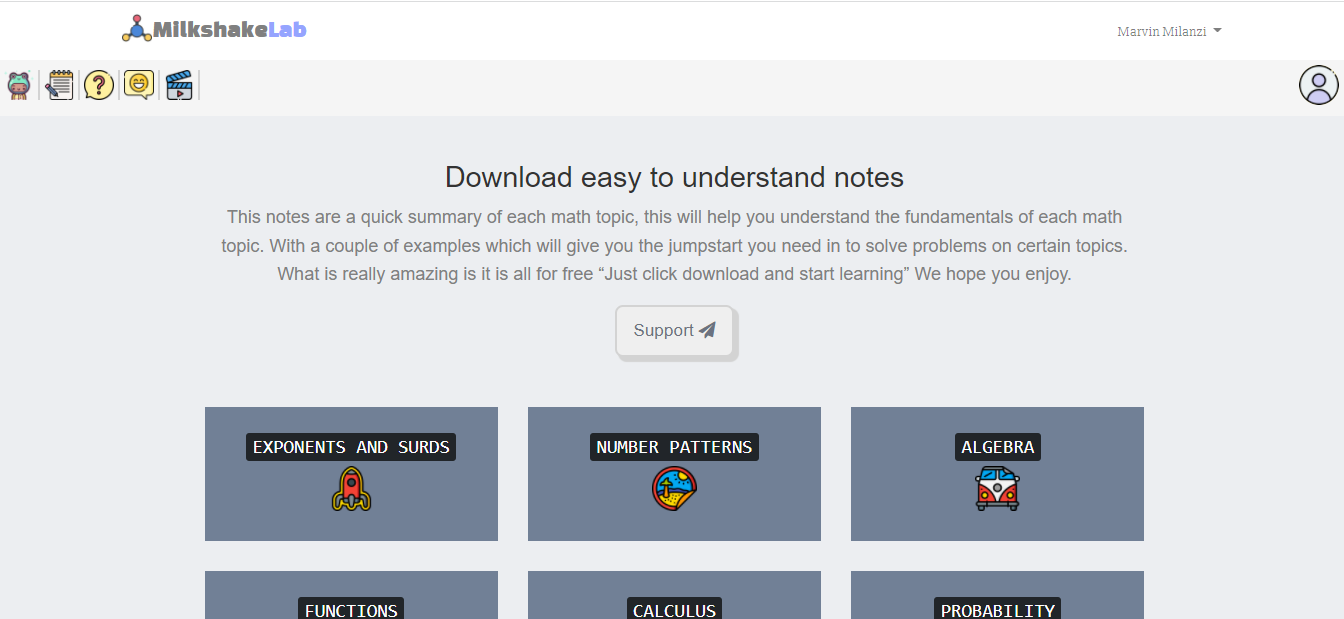 MilkshakeLab
Marvin Milanzi
Download easy to understand notes
This notes are a quick summary of each math topic, this will help you understand the fundamentals of each math
topic. With a couple of examples which will give you the jumpstart you need in to solve problems on certain topics.
What is really amazing is it is all for free “Just click download and start learning” We hope you enjoy.
Support
EXPONENTS AND SURDS
NUMBER PATTERNS
ALGEBRA
FUNCTIONS
CALCULUS
PROBABILITY